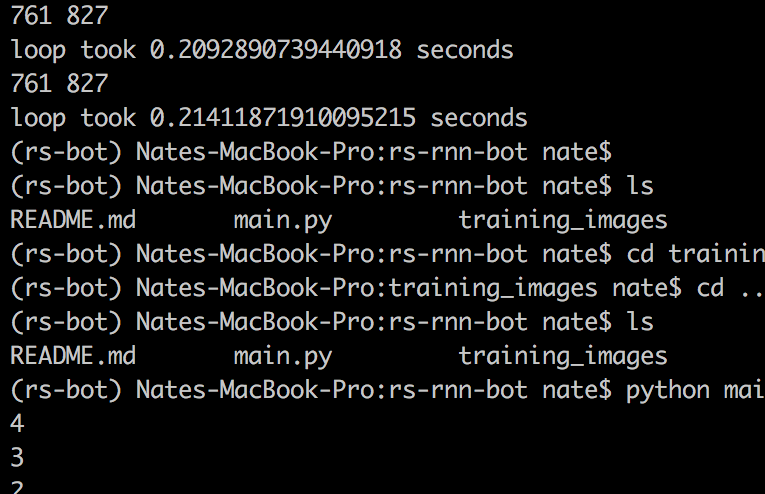 761 827
loop took 0.2092890739440918 seconds
761 827
loop took 0.21411871910095215 seconds
(rs-bot) Nates-MacBook-Pro:rs-rnn-bot nate$
(rs-bot) Nates-MacBook-Pro:rs-rnn-bot nate$ ls
README.md main.py training_images
(rs-bot) Nates-MacBook-Pro:rs-rnn-bot nate$ cd trainin
(rs-bot) Nates-MacBook-Pro:training_images nate$ cd ..
(rs-bot) Nates-MacBook-Pro:rs-rnn-bot nate$ ls
README.md main.py training_images
(rs-bot) Nates-MacBook-Pro:rs-rnn-bot nate$ python mai
4
3
2